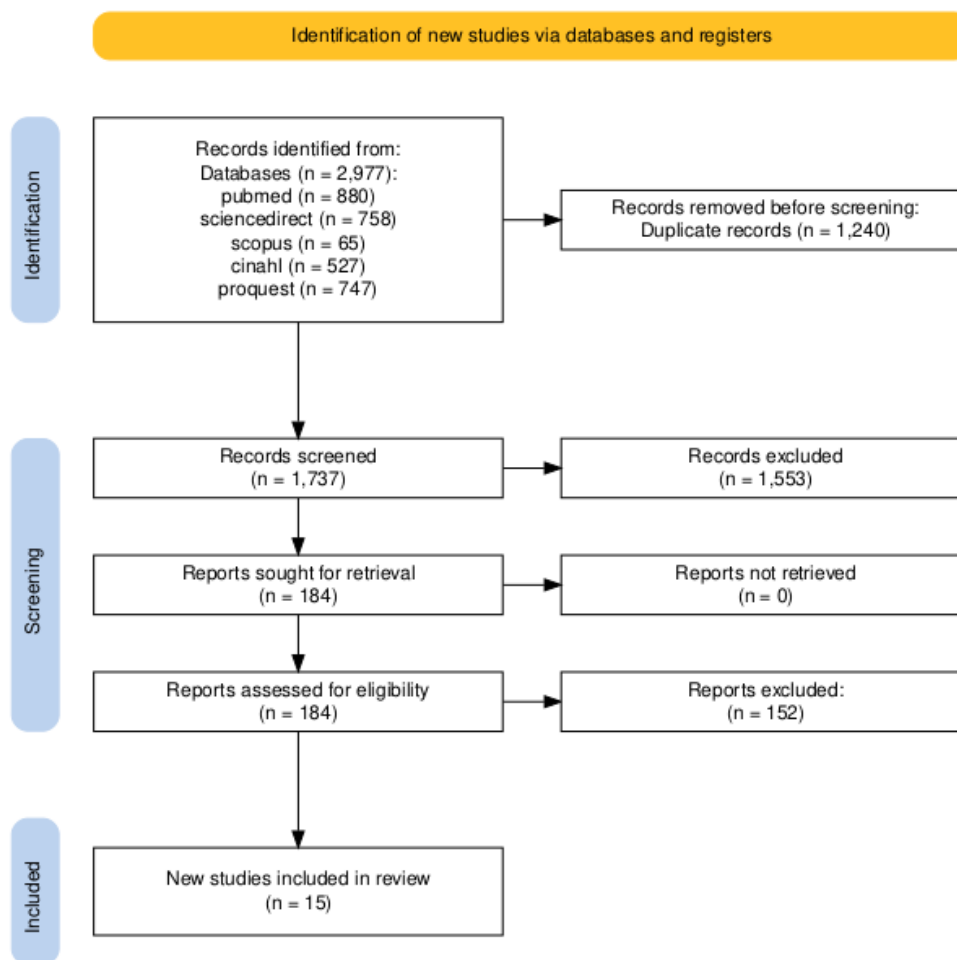 Identification of new studies via databases and registers
Identification
Records identified from:
Databases (n = 2,977):
pubmed (n = 880)
sciencedirect (n = 758)
scopus (n = 65)
cinahl (n = 527)
proquest (n = 747)
Records removed before screening:
Duplicate records (n = 1,240)
Screening
Records screened
(n = 1,737)
Records excluded
(n = 1,553)
Reports sought for retrieval
(n = 184)
Reports not retrieved
(n = 0)
Reports assessed for eligibility
(n = 184)
Reports excluded:
(n = 152)
Included
New studies included in review
(n = 15)